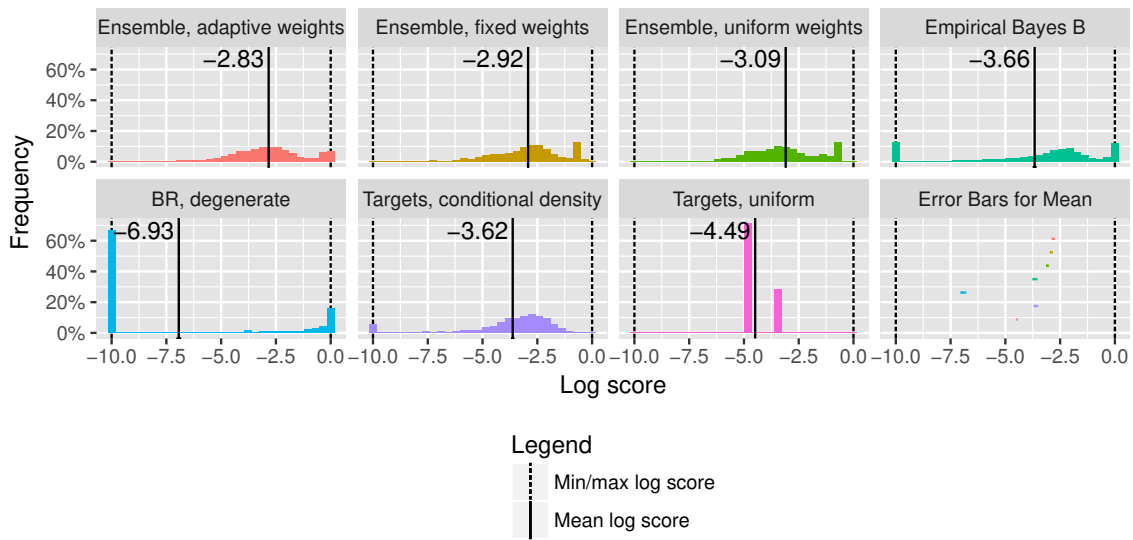 Ensemble, adaptive weights Ensemble, fixed weights Ensemble, uniform weights Empirical Bayes B
−2.83 −2.92 −3.09 −3.66
60%
40%
20%
0%
BR, degenerate Targets, conditional density Targets, uniform Error Bars for Mean
−6.93 −3.62 −4.49
60%
40%
20%
0%
Frequency
−10.0 −7.5 −5.0 −2.5 0.0 −10.0 −7.5 −5.0 −2.5 0.0 −10.0 −7.5 −5.0 −2.5 0.0 −10.0 −7.5 −5.0 −2.5 0.0
Log score
Legend
Min/max log score
Mean log score